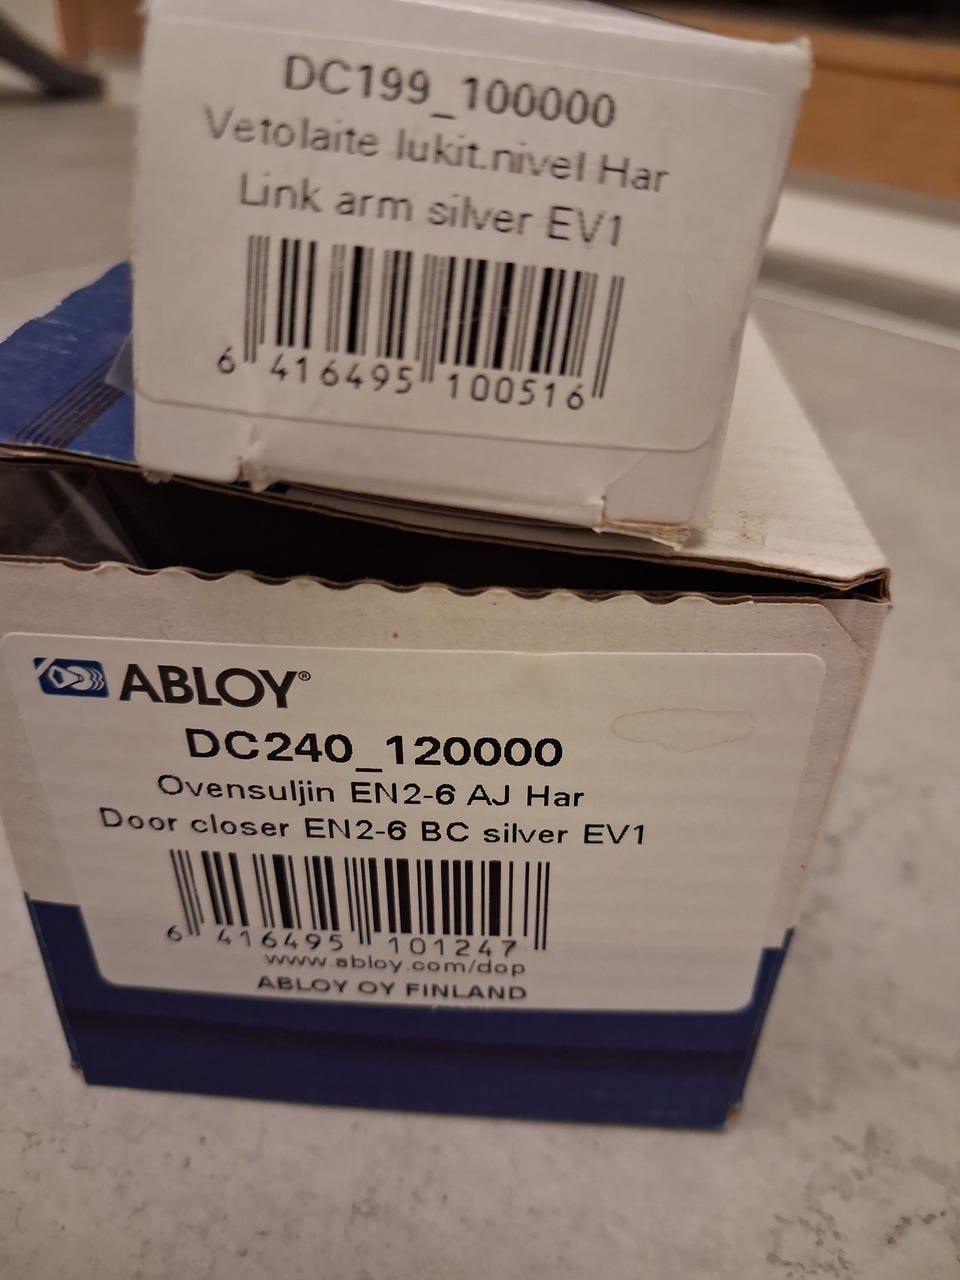 DC199_100000
Vetolaite lukit.nivel Har
Link arm silver EV1
6 416495 100516
ABLOY®
DC240_120000
Ovensuljin EN2-6 AJ Har
Door closer EN2-6 BC silver EV1
6 416495 101247
www.abloy.com/dop
ABLOY OY FINLAND